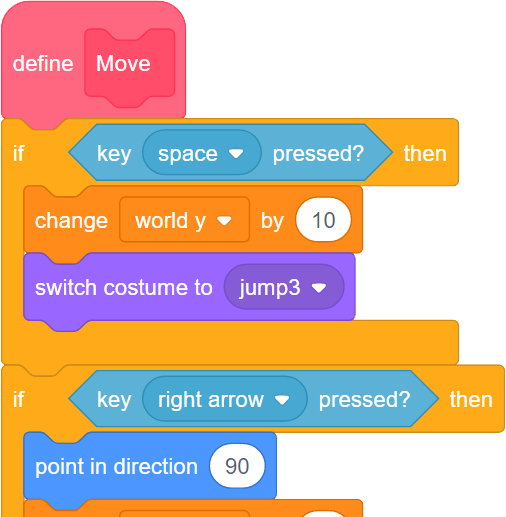 define Move
if key space pressed? then
change world y by 10
switch costume to jump3
if key right arrow pressed? then
point in direction 90